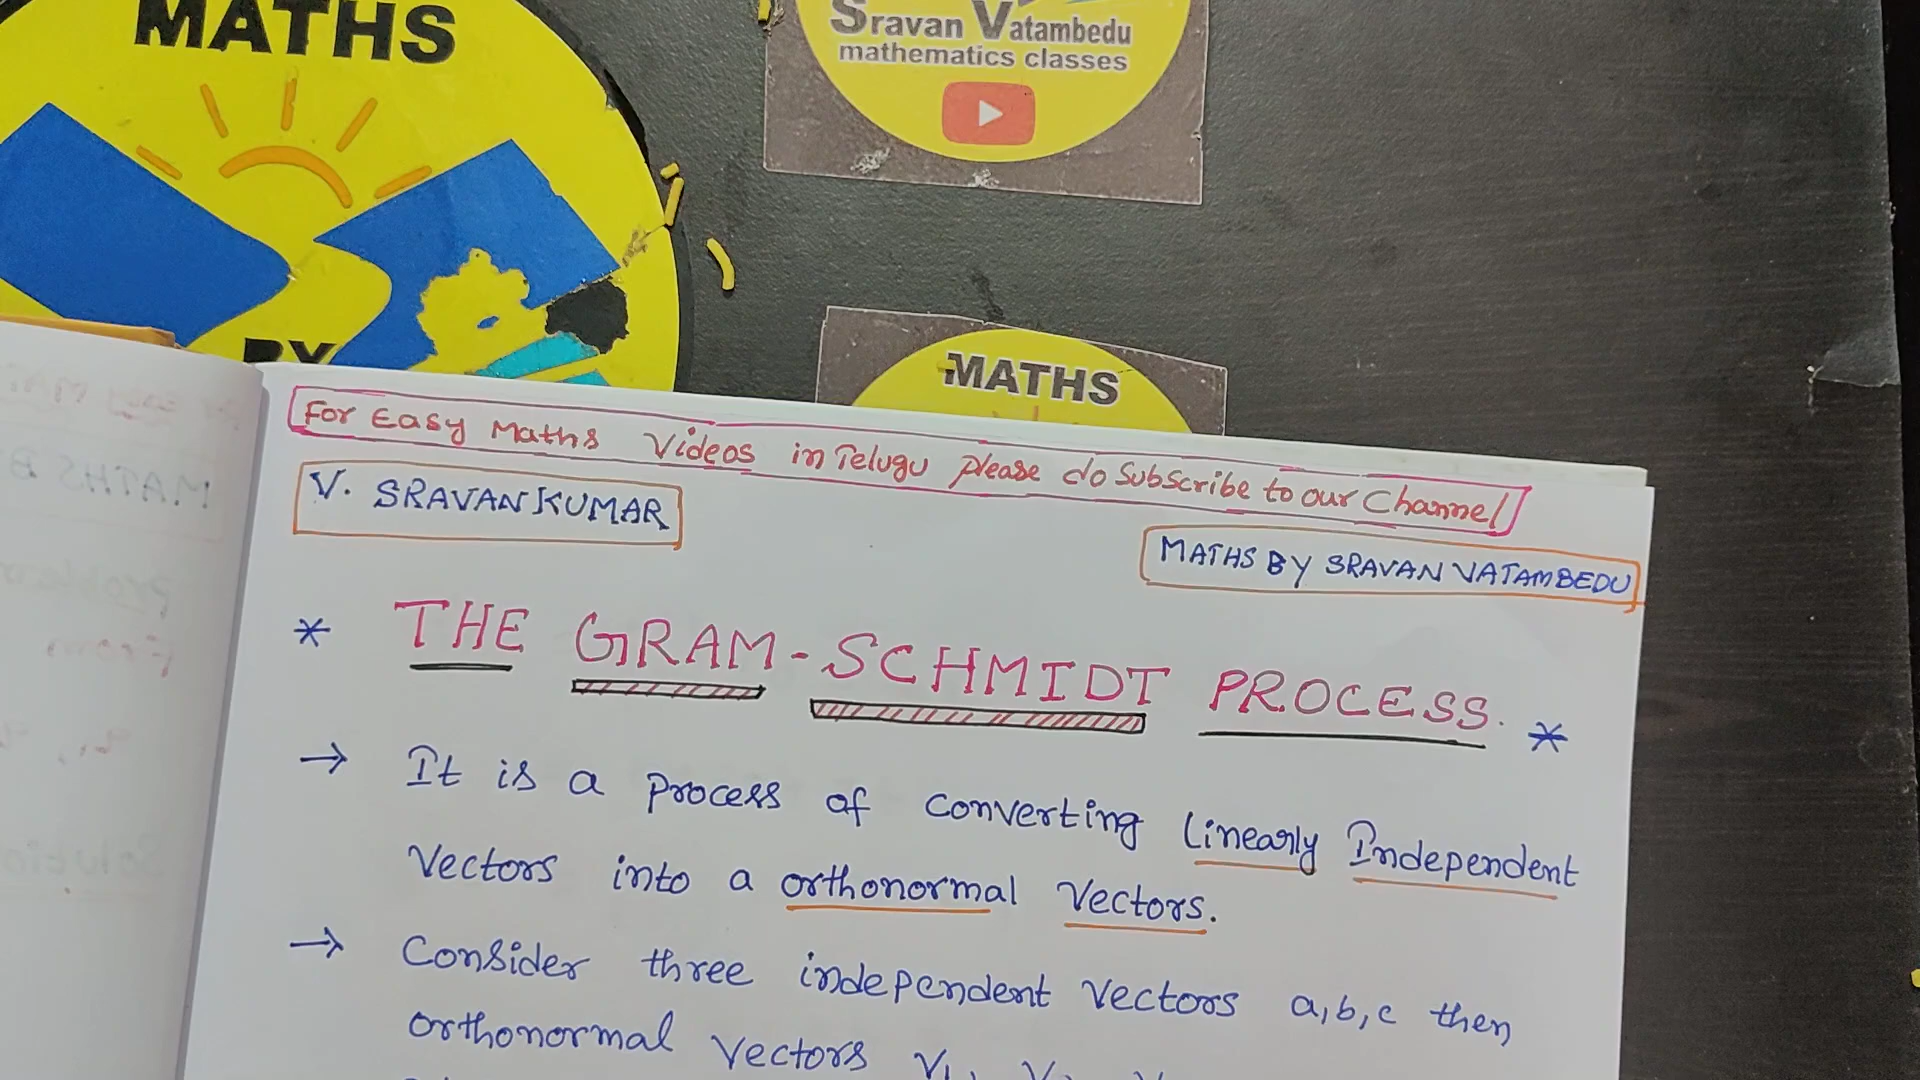 MATHS
BY
Sravan Vatambedu
mathematics classes
MATHS
For Easy Maths Videos in Telugu please do Subscribe to our Channel
V. SRAVAN KUMAR
MATHS BY SRAVAN VATAMBEDU
* THE GRAM-SCHMIDT PROCESS. *
→ It is a process of converting Linearly Independent
Vectors into a orthonormal Vectors.
→ Consider three independent Vectors a, b, c then
orthonormal Vectors V1,